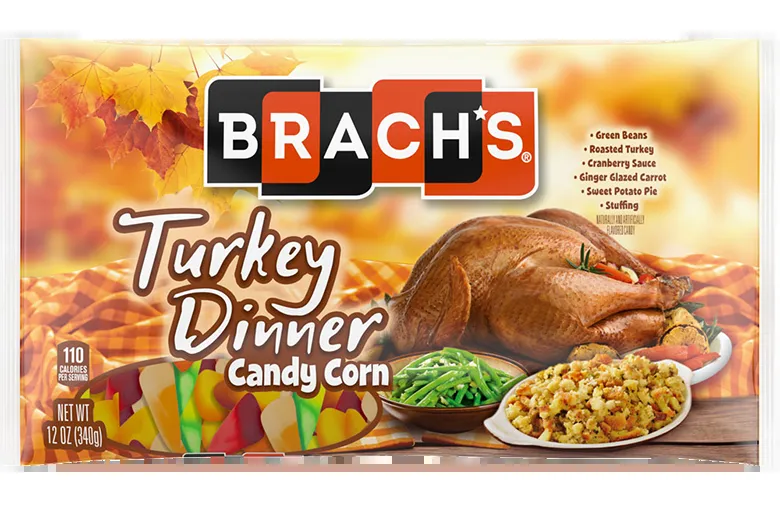 BRACH'S®
• Green Beans
• Roasted Turkey
• Cranberry Sauce
• Ginger Glazed Carrot
• Sweet Potato Pie
• Stuffing
NATURALLY AND ARTIFICIALLY
FLAVORED CANDY
Turkey
Dinner
Candy Corn
110
CALORIES
PER SERVING
NET WT
12 OZ (340g)